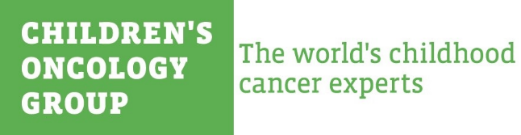 CHILDREN'S
ONCOLOGY
GROUP
The world's childhood
cancer experts